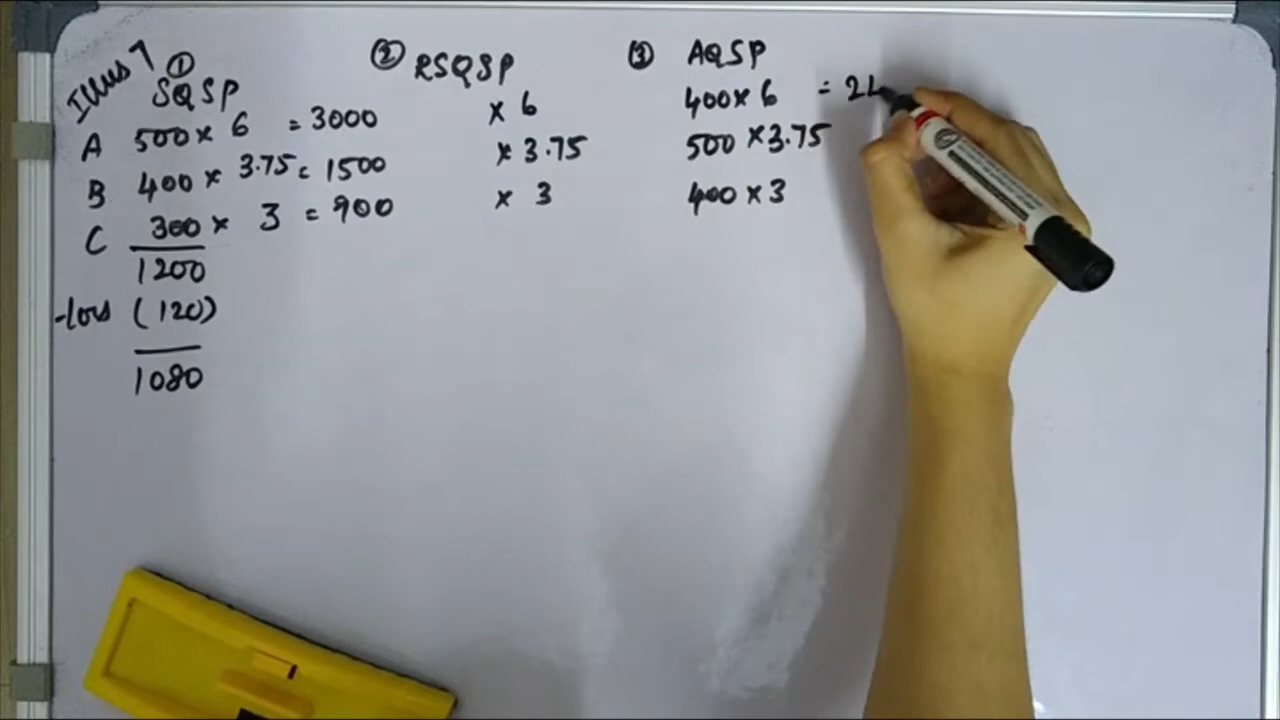 Illus 7
① SQSP
A 500 × 6 = 3000
B 400 × 3.75 = 1500
C 300 × 3 = 900
1200
-loss (120)
1080
② RSQSP
× 6
× 3.75
× 3
③ AQSP
400 × 6 = 24
500 × 3.75
400 × 3